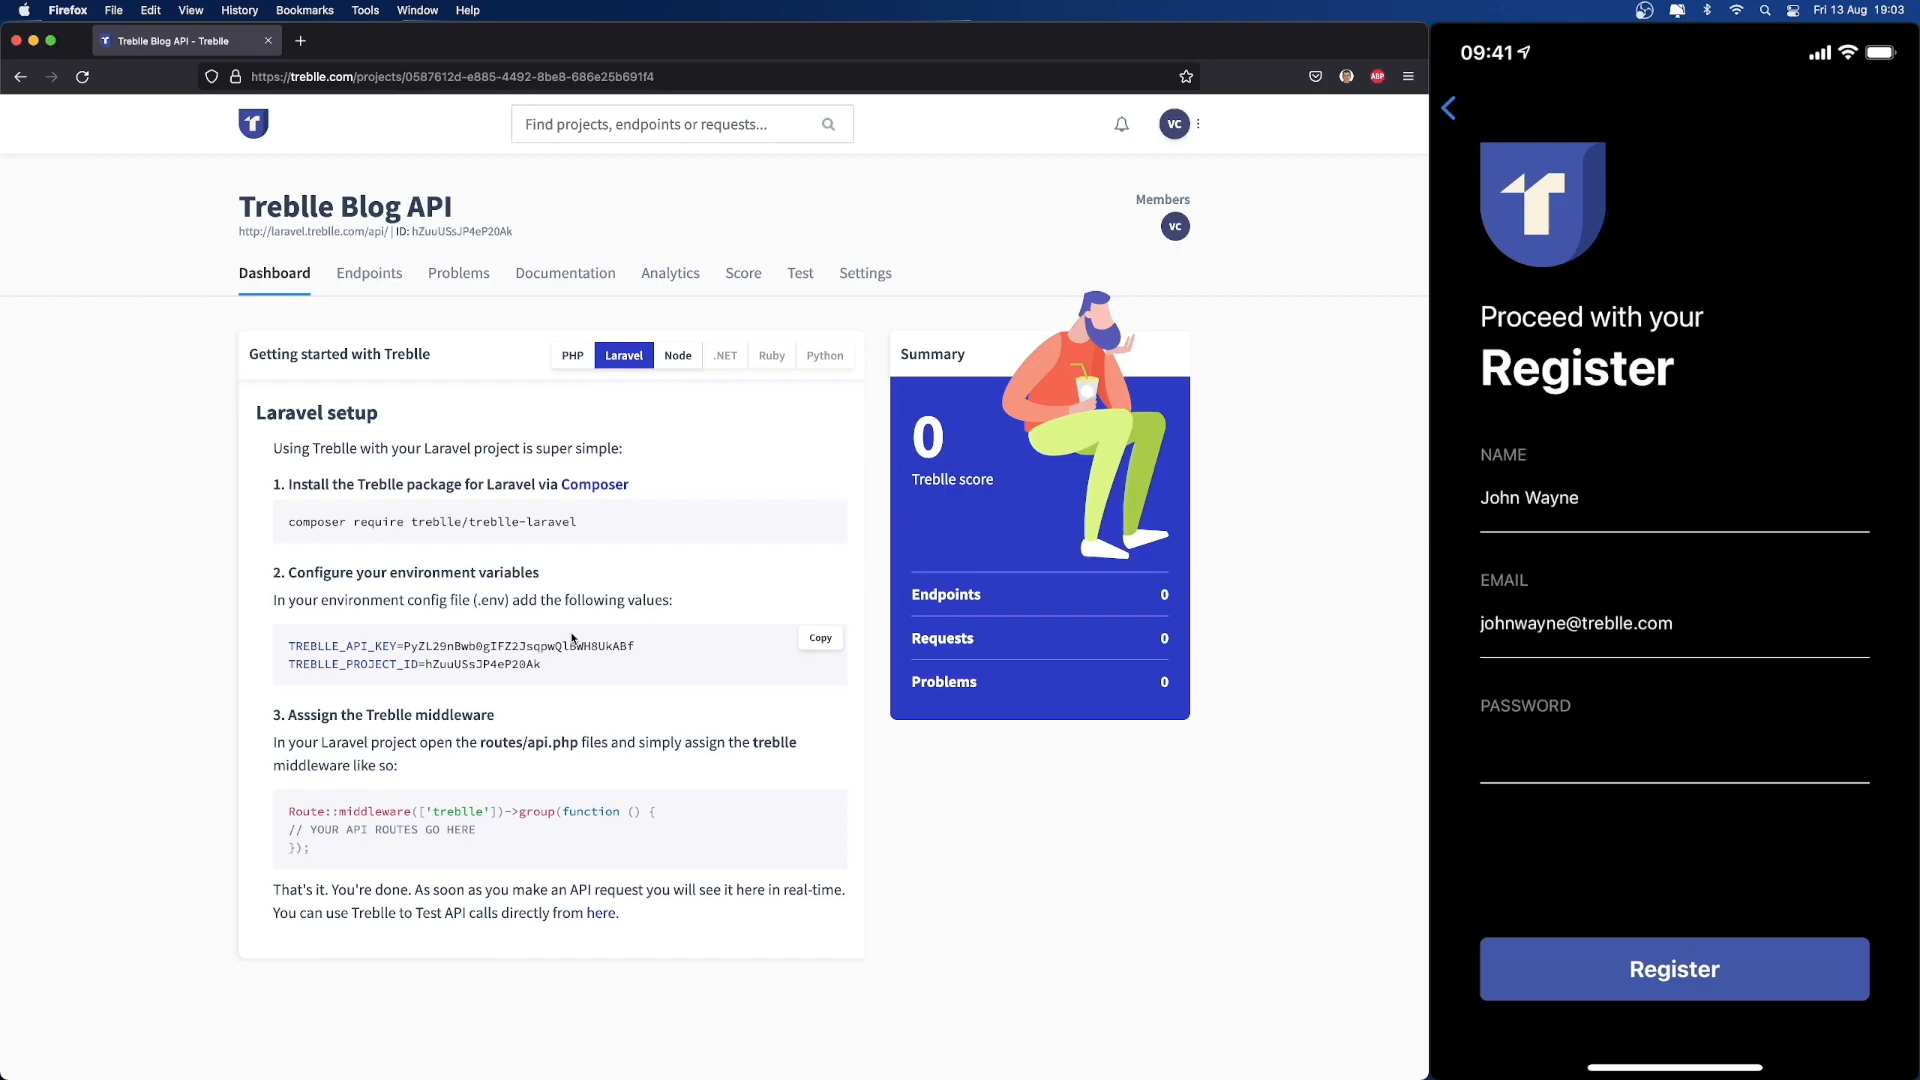 Firefox File Edit View History Bookmarks Tools Window Help
Fri 13 Aug 19:03
Treblle Blog API - Treblle
https://treblle.com/projects/0587612d-e885-4492-8be8-686e25b691f4
ABP
Find projects, endpoints or requests...
VC
Treblle Blog API
http://laravel.treblle.com/api/ | ID: hZuuUSsJP4eP20Ak
Members
VC
Dashboard Endpoints Problems Documentation Analytics Score Test Settings
Getting started with Treblle
PHP Laravel Node .NET Ruby Python
Laravel setup
Using Treblle with your Laravel project is super simple:
1. Install the Treblle package for Laravel via Composer
composer require treblle/treblle-laravel
2. Configure your environment variables
In your environment config file (.env) add the following values:
Copy
TREBLLE_API_KEY=PyZL29nBwb0gIFZ2JsqpwQlBWH8UkABf
TREBLLE_PROJECT_ID=hZuuUSsJP4eP20Ak
3. Asssign the Treblle middleware
In your Laravel project open the routes/api.php files and simply assign the treblle
middleware like so:
Route::middleware(['treblle'])->group(function () {
// YOUR API ROUTES GO HERE
});
That's it. You're done. As soon as you make an API request you will see it here in real-time.
You can use Treblle to Test API calls directly from here.
Summary
0
Treblle score
Endpoints 0
Requests 0
Problems 0
09:41
Proceed with your
Register
NAME
John Wayne
EMAIL
johnwayne@treblle.com
PASSWORD
Register